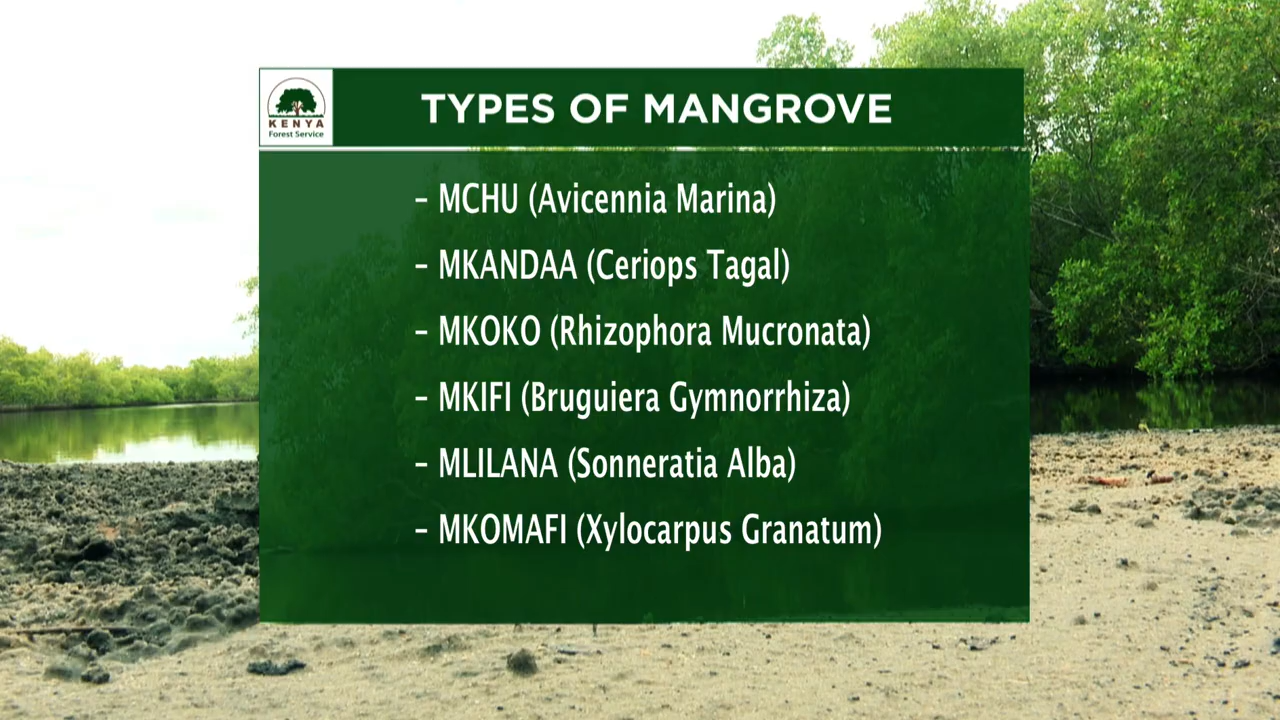 KENYA
Forest Service
TYPES OF MANGROVE
– MCHU (Avicennia Marina)
– MKANDAA (Ceriops Tagal)
– MKOKO (Rhizophora Mucronata)
– MKIFI (Bruguiera Gymnorrhiza)
– MLILANA (Sonneratia Alba)
– MKOMAFI (Xylocarpus Granatum)